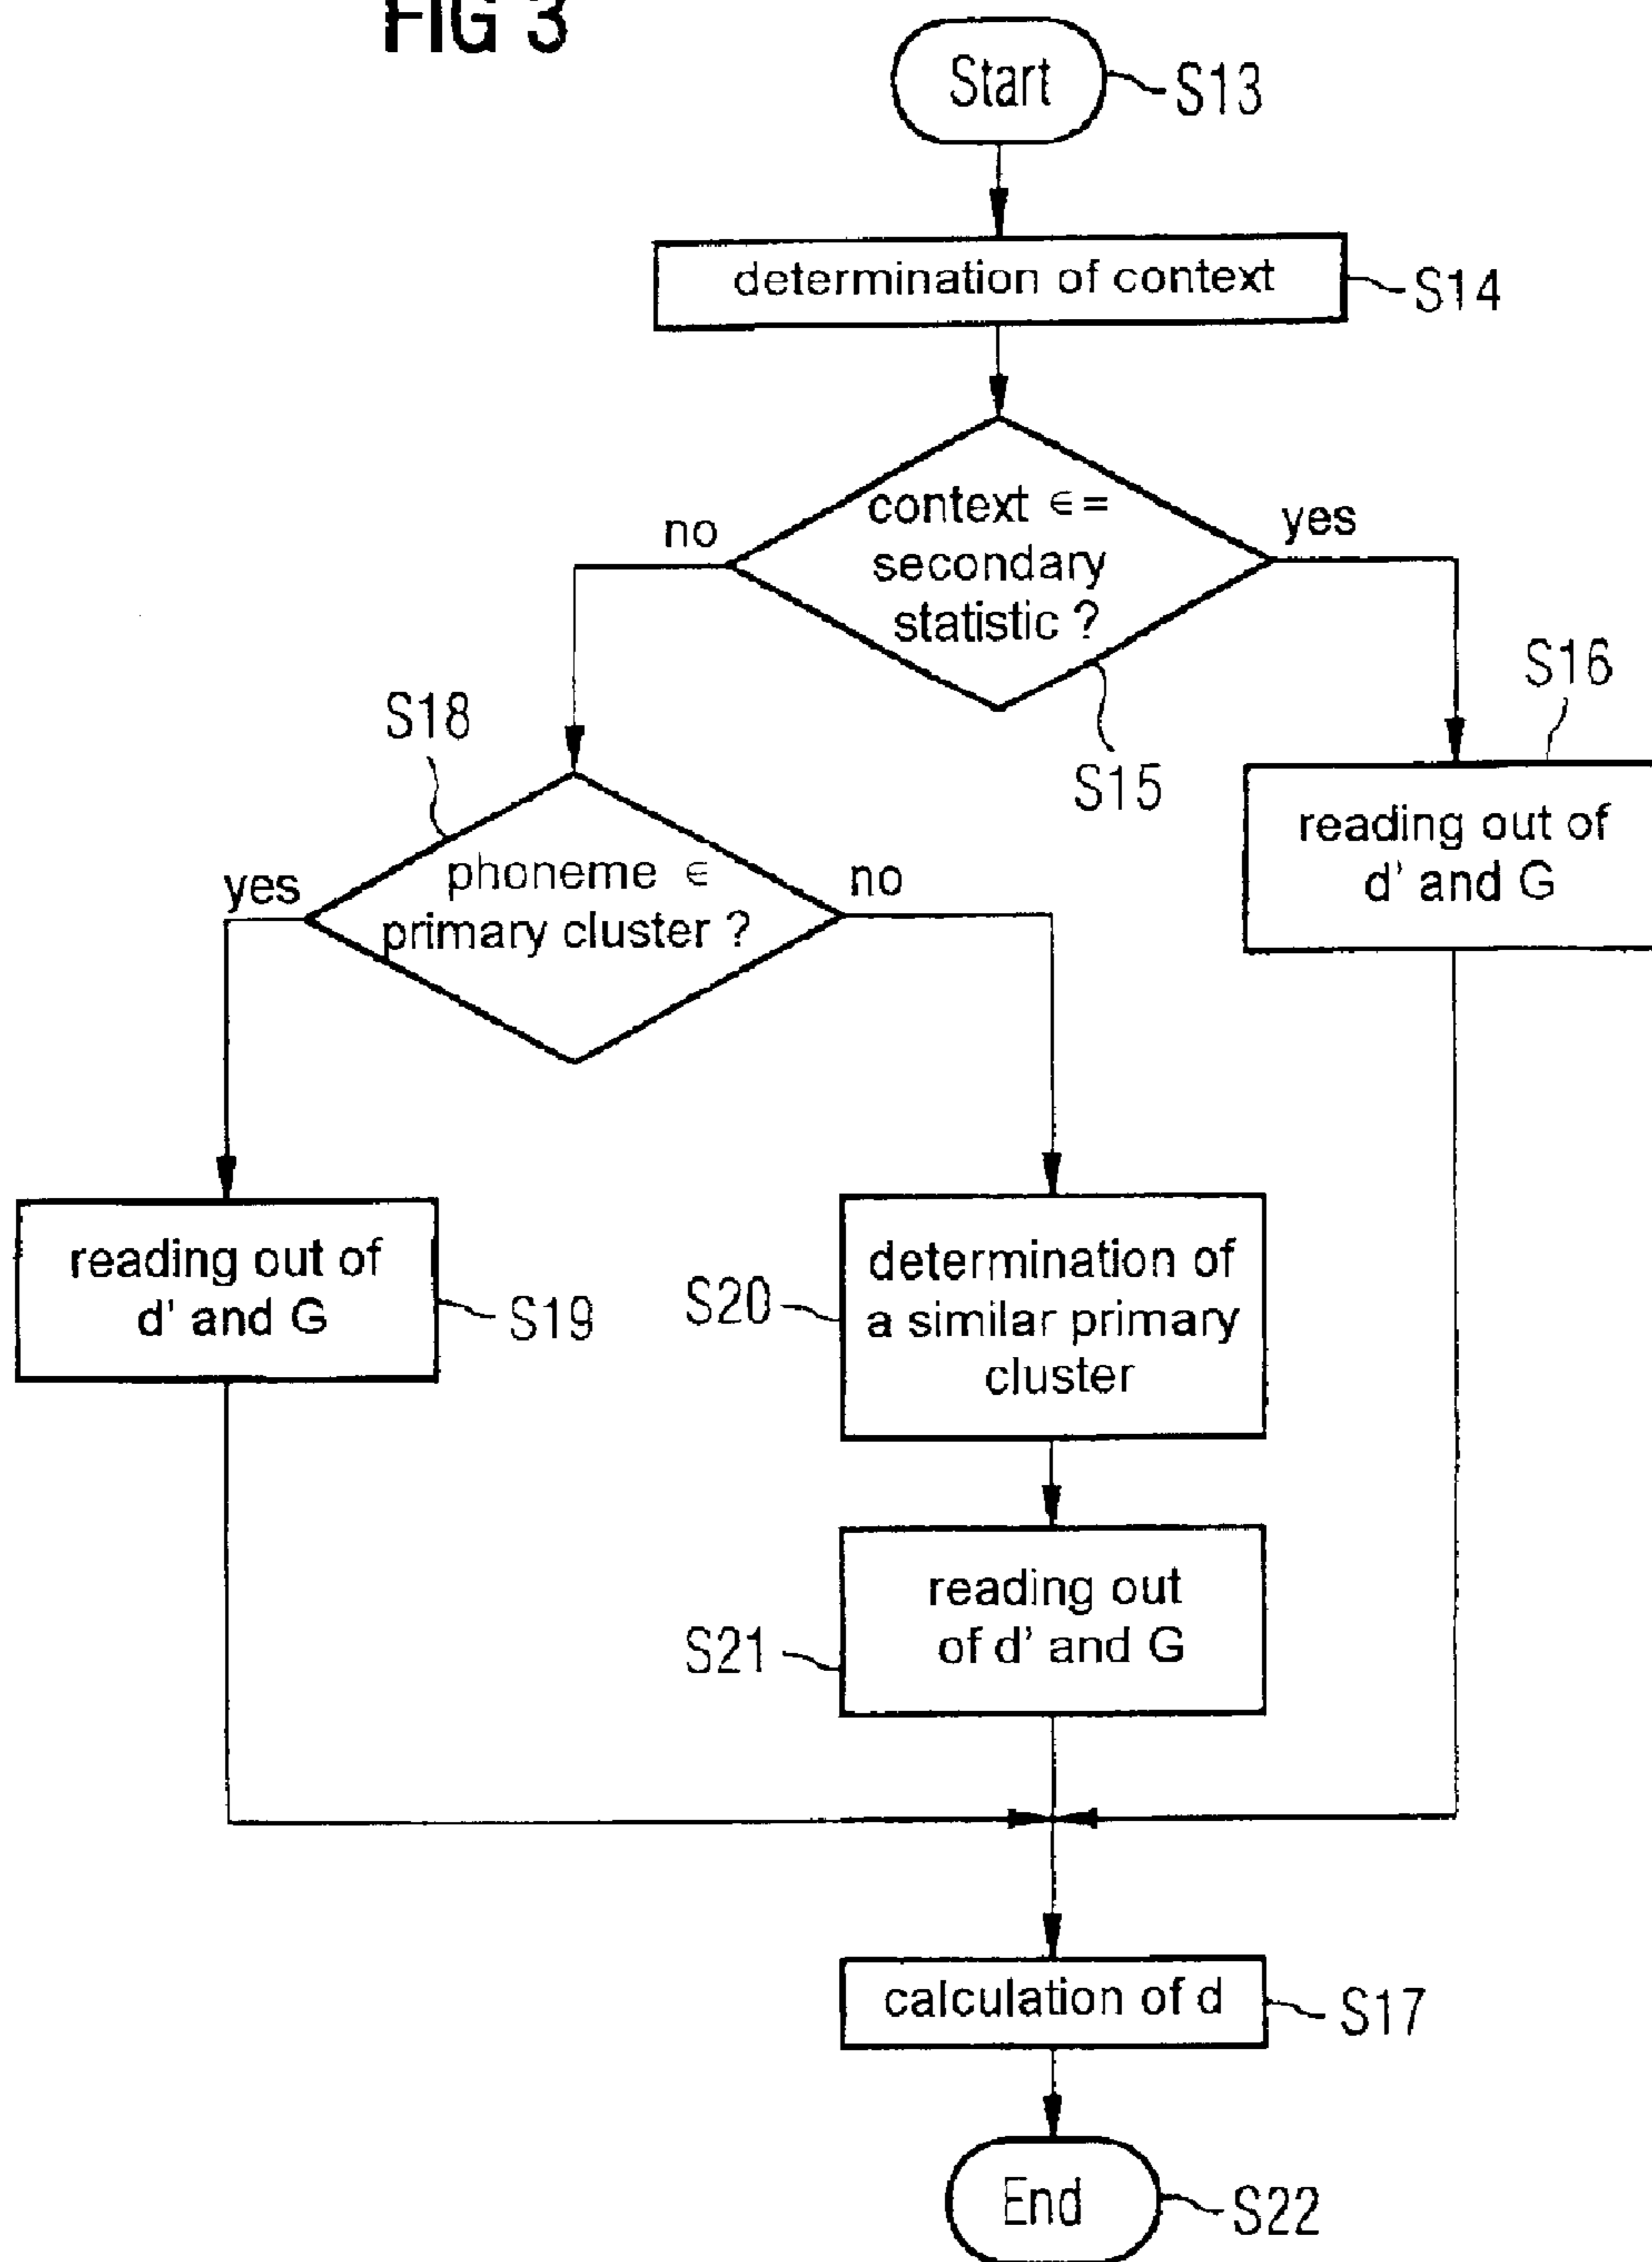 FIG 3
Start
S13
determination of context
S14
no
context ∈ =
secondary
statistic ?
yes
S15
S16
reading out of
d' and G
S18
yes
phoneme ∈
primary cluster ?
no
reading out of
d' and G
S19
S20
determination of
a similar primary
cluster
S21
reading out
of d' and G
calculation of d
S17
End
S22